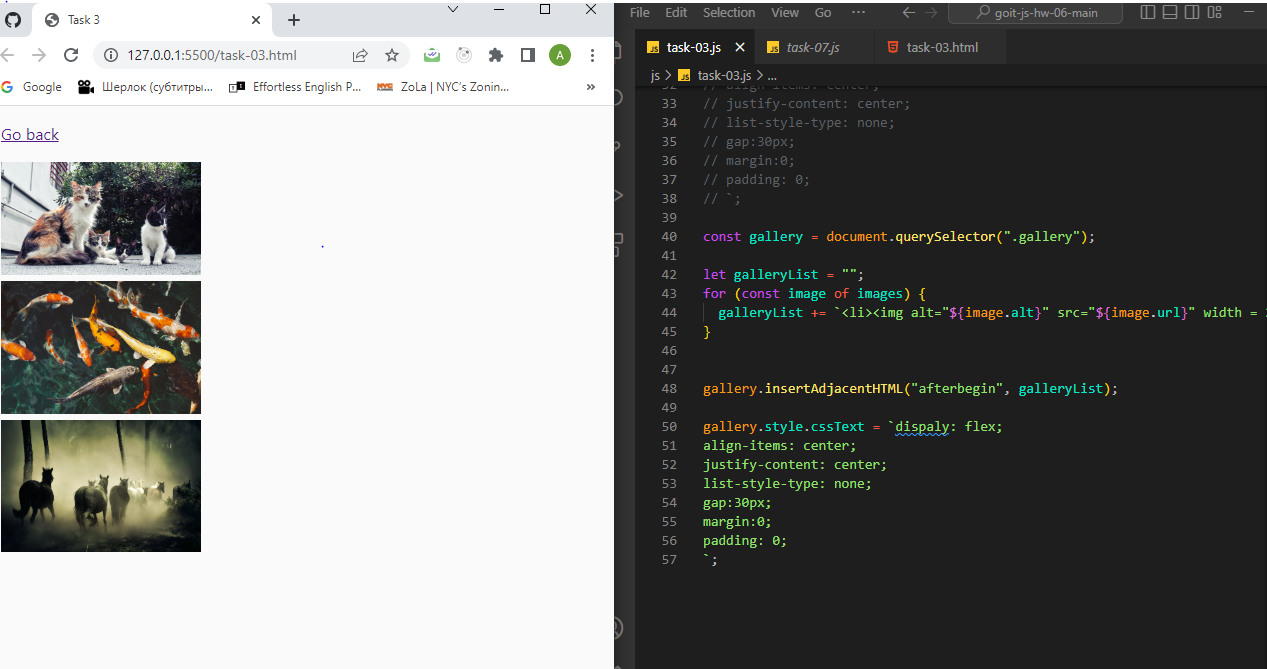 Task 3
127.0.0.1:5500/task-03.html
A
Google
Шерлок (субтитры...
Effortless English P...
ZoLa | NYC's Zonin...
»
Go back
File Edit Selection View Go ...
goit-js-hw-06-main
JS task-03.js
JS task-07.js
task-03.html
js > JS task-03.js > ...
32 // align-items: center;
33 // justify-content: center;
34 // list-style-type: none;
35 // gap:30px;
36 // margin:0;
37 // padding: 0;
38 // `;
39
40 const gallery = document.querySelector(".gallery");
41
42 let galleryList = "";
43 for (const image of images) {
44 galleryList += `<li><img alt="${image.alt}" src="${image.url}" width =
45 }
46
47
48 gallery.insertAdjacentHTML("afterbegin", galleryList);
49
50 gallery.style.cssText = `dispaly: flex;
51 align-items: center;
52 justify-content: center;
53 list-style-type: none;
54 gap:30px;
55 margin:0;
56 padding: 0;
57 `;